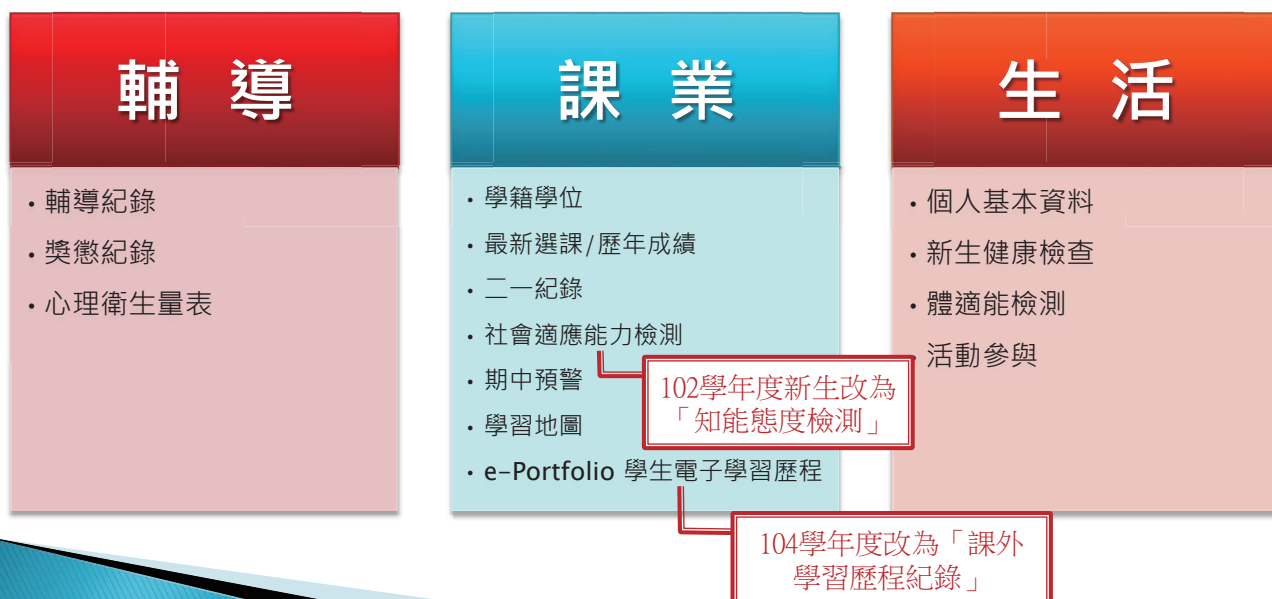 輔 導
・輔導紀錄
・獎懲紀錄
・心理衛生量表
課 業
・學籍學位
・最新選課/歷年成績
・二一紀錄
・社會適應能力檢測
・期中預警
・學習地圖
・e-Portfolio 學生電子學習歷程
102學年度新生改為
「知能態度檢測」
104學年度改為「課外
學習歷程紀錄」
生 活
・個人基本資料
・新生健康檢查
・體適能檢測
・活動參與